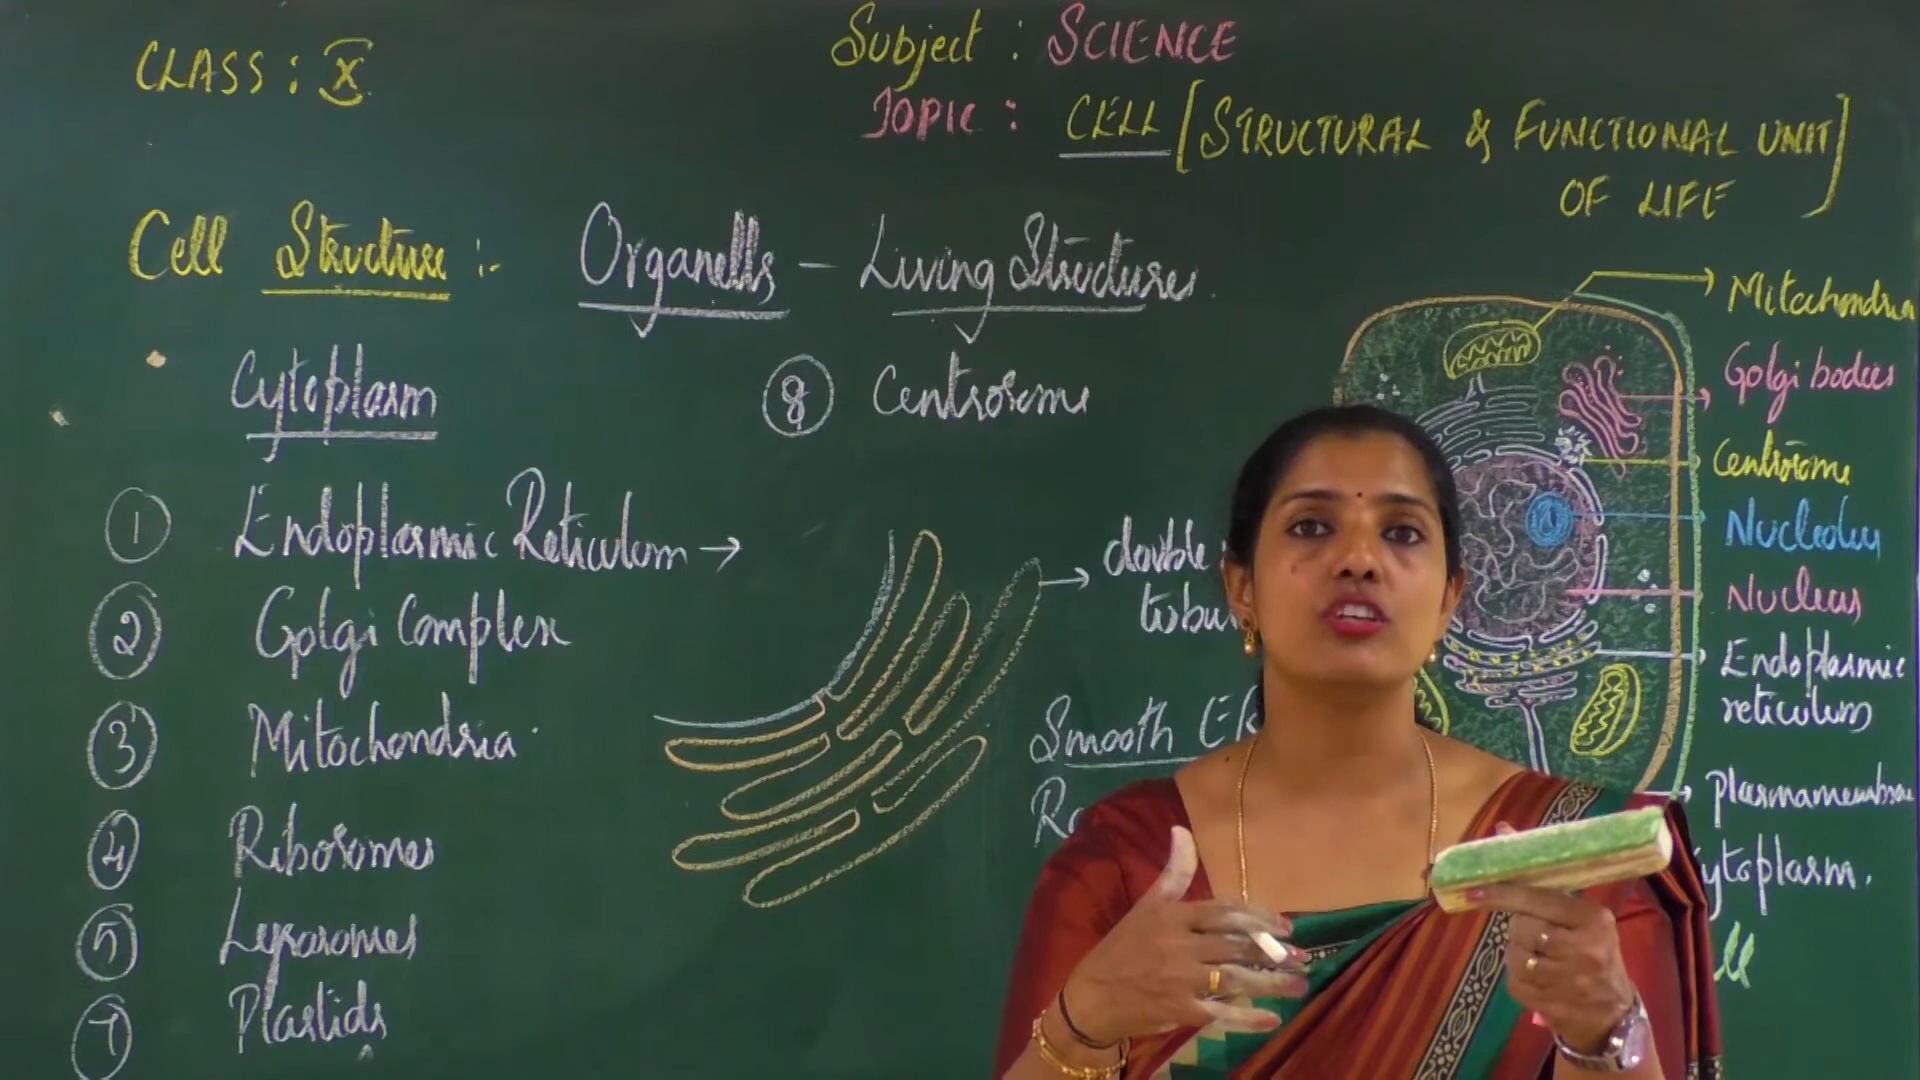 CLASS : X
Subject : SCIENCE
TOPIC : CELL [STRUCTURAL & FUNCTIONAL UNIT
OF LIFE]
Cell Structure :- Organells – Living Structures.
Cytoplasm
⑧ Centrosome
① Endoplasmic Reticulum →
② Golgi Complex
③ Mitochondria
④ Ribosomes
⑤ Lysosomes
⑦ Plastids
→ double
Smooth ER
Mitochondria
Golgi bodies
Centrosome
Nucleolus
Nucleus
Endoplasmic
reticulum
Plasmamembrane
ytoplasm.